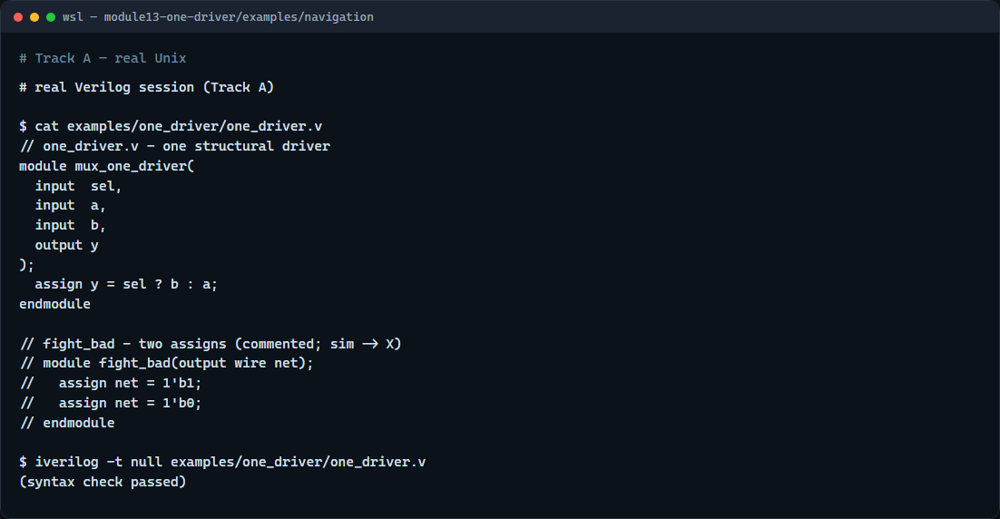 wsl — module13-one-driver/examples/navigation
# Track A — real Unix
# real Verilog session (Track A)
$ cat examples/one_driver/one_driver.v
// one_driver.v — one structural driver
module mux_one_driver(
  input  sel,
  input  a,
  input  b,
  output y
);
  assign y = sel ? b : a;
endmodule
// fight_bad — two assigns (commented; sim -> X)
// module fight_bad(output wire net);
//   assign net = 1'b1;
//   assign net = 1'b0;
// endmodule
$ iverilog -t null examples/one_driver/one_driver.v
(syntax check passed)